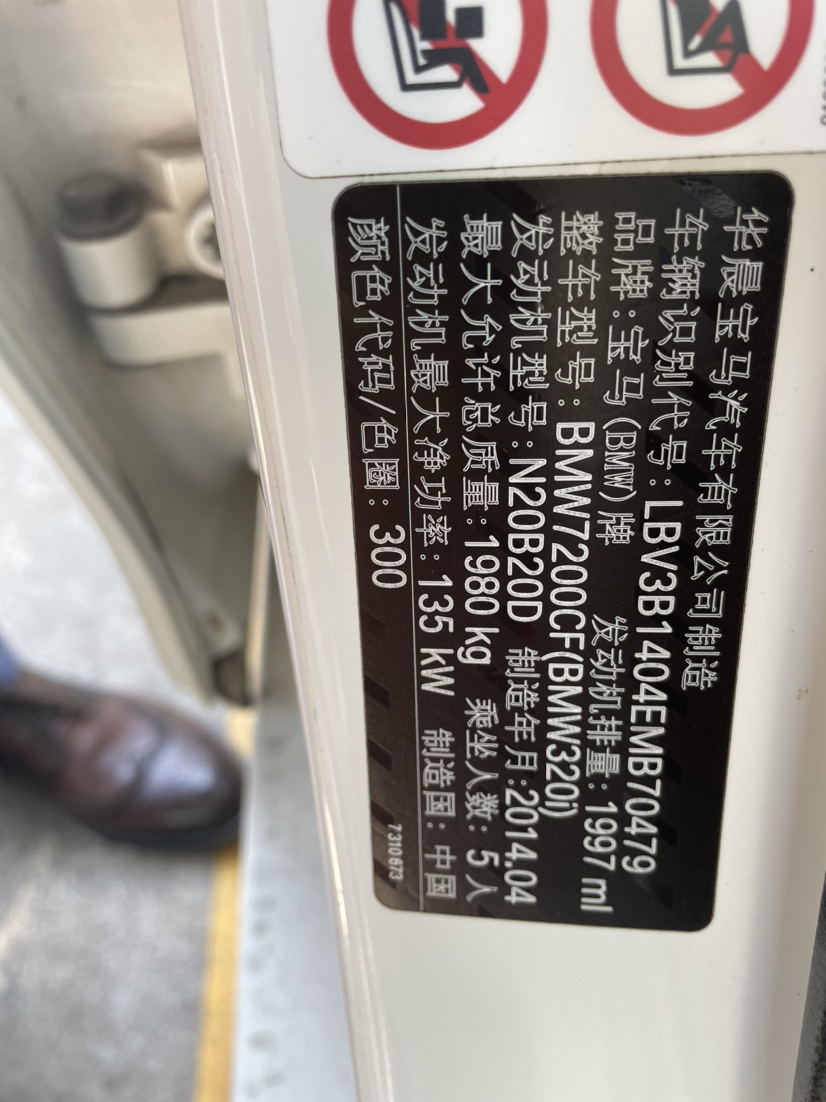 华晨宝马汽车有限公司制造
车辆识别代号: LBV3B1404EMB70479
品牌:宝马(BMW)牌 发动机排量: 1997 ml
整车型号: BMW7200CF(BMW320i)
发动机型号: N20B20D 制造年月:2014.04
最大允许总质量:1980 kg 乘坐人数: 5人
发动机最大净功率: 135 kW 制造国: 中国
颜色代码/色圈: 300
7310673